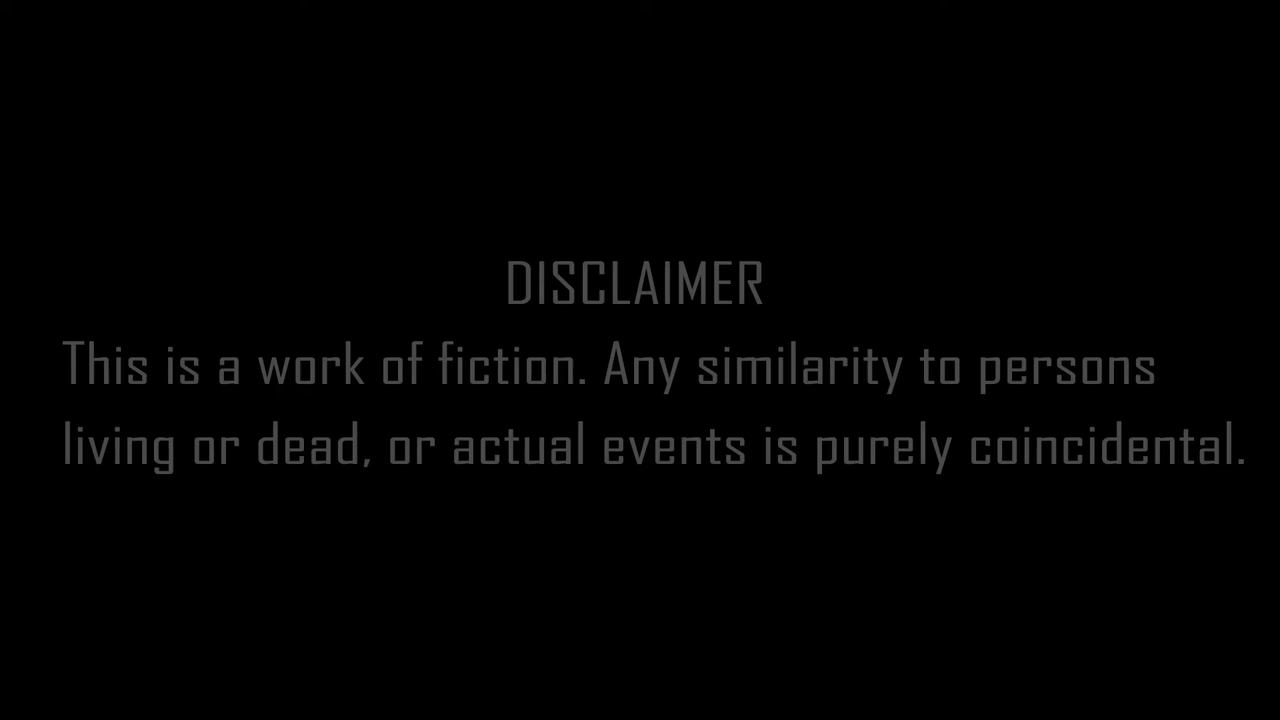 DISCLAIMER
This is a work of fiction. Any similarity to persons
living or dead, or actual events is purely coincidental.